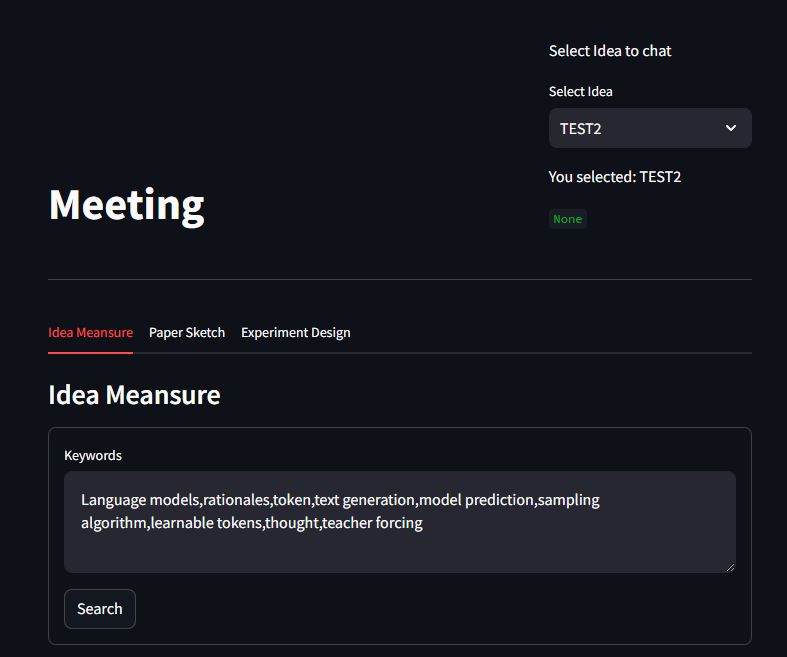 Select Idea to chat
Select Idea
TEST2
You selected: TEST2
Meeting
None
Idea Meansure
Paper Sketch
Experiment Design
Idea Meansure
Keywords
Language models,rationales,token,text generation,model prediction,sampling
algorithm,learnable tokens,thought,teacher forcing
Search